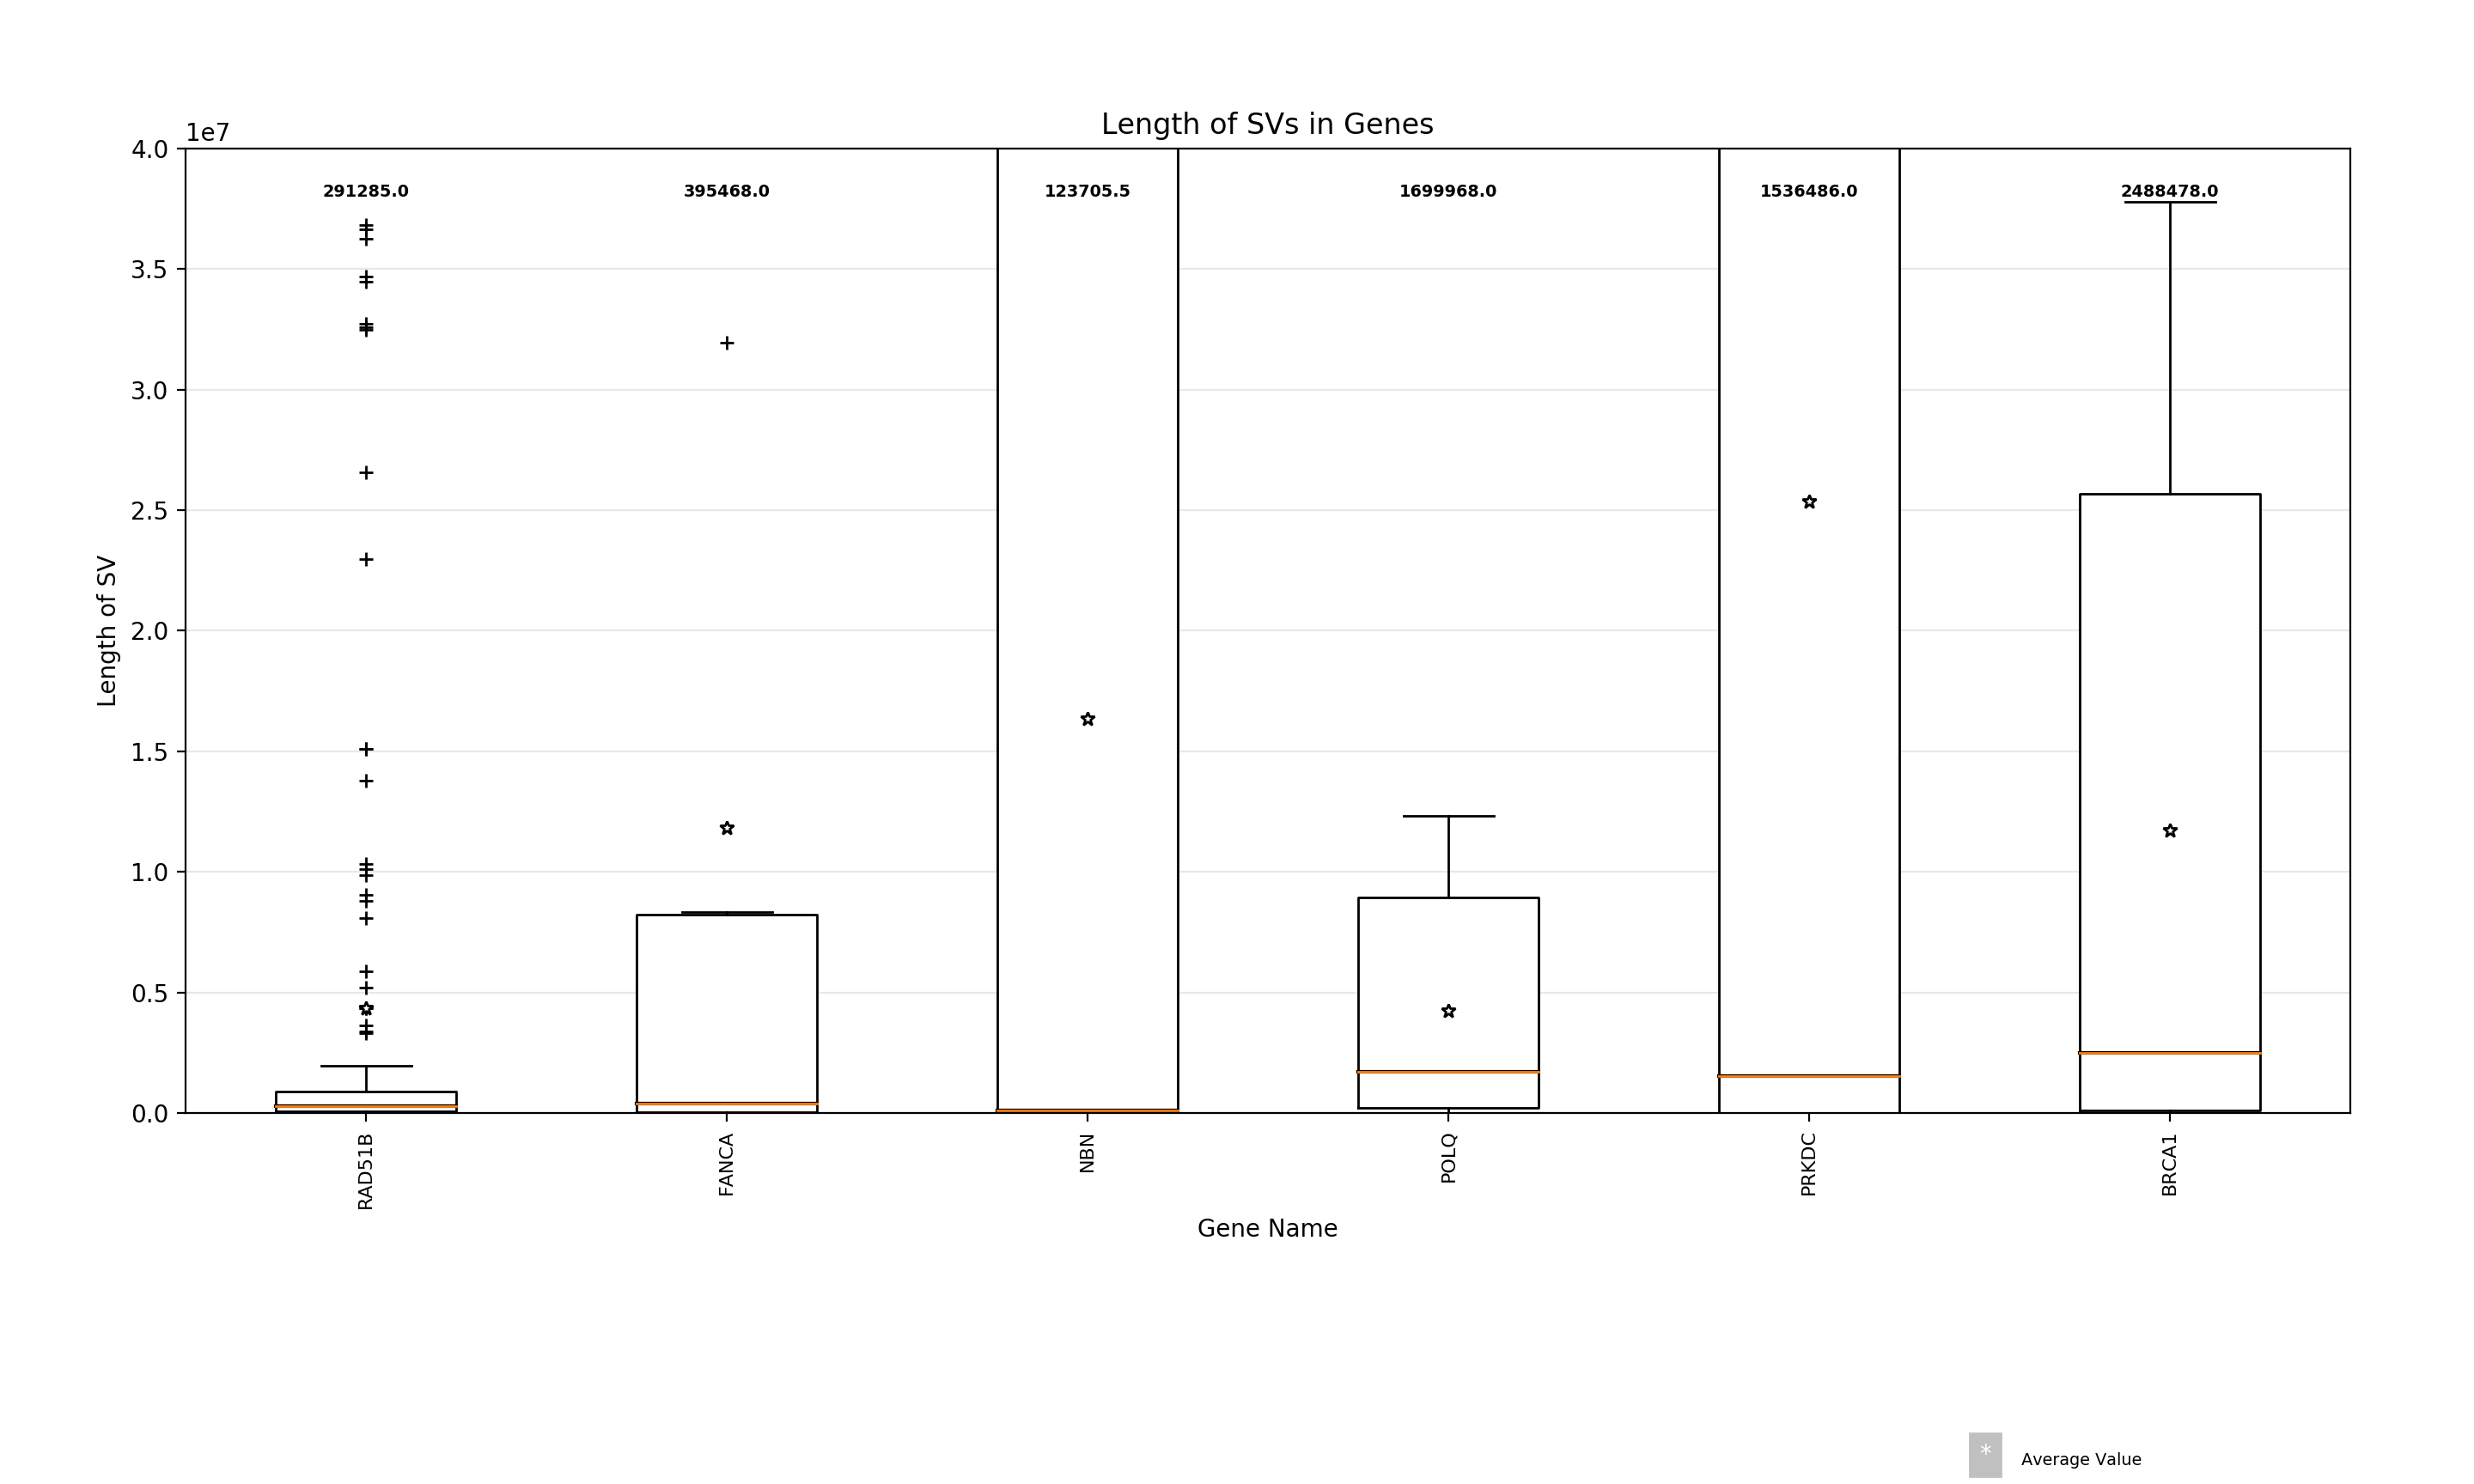 Length of SVs in Genes
1e7
4.0
3.5
3.0
2.5
2.0
1.5
1.0
0.5
0.0
Length of SV
291285.0 395468.0 123705.5 1699968.0 1536486.0 2488478.0
RAD51B FANCA NBN POLQ PRKDC BRCA1
Gene Name
* Average Value